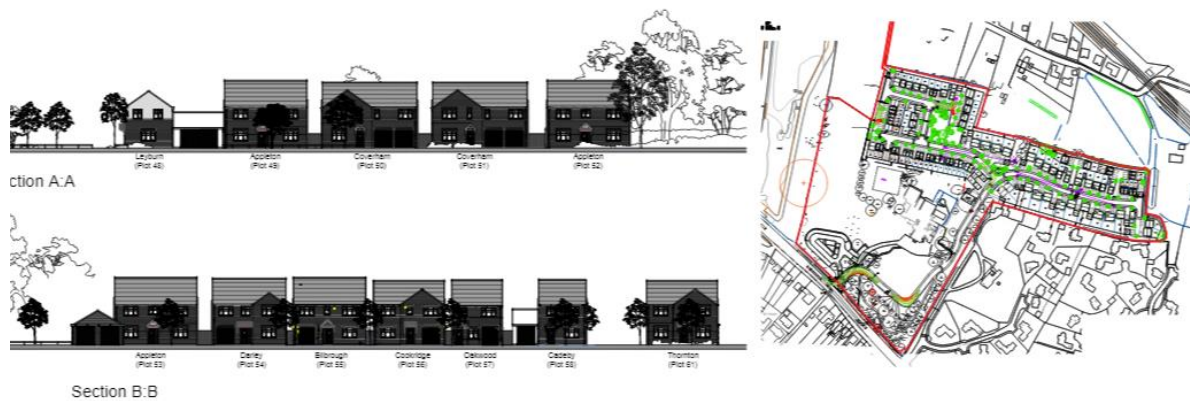 Leyburn
(Plot 48)
Appleton
(Plot 49)
Coverham
(Plot 50)
Coverham
(Plot 51)
Appleton
(Plot 52)
ction A:A
Appleton
(Plot 53)
Darley
(Plot 54)
Bilbrough
(Plot 55)
Cookridge
(Plot 56)
Oakwood
(Plot 57)
Cadeby
(Plot 58)
Thornton
(Plot 61)
Section B:B